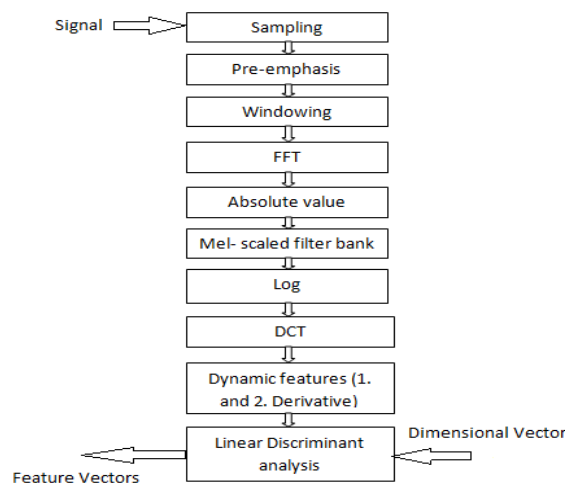 Signal
Sampling
Pre-emphasis
Windowing
FFT
Absolute value
Mel- scaled filter bank
Log
DCT
Dynamic features (1.
and 2. Derivative)
Linear Discriminant
analysis
Dimensional Vector
Feature Vectors